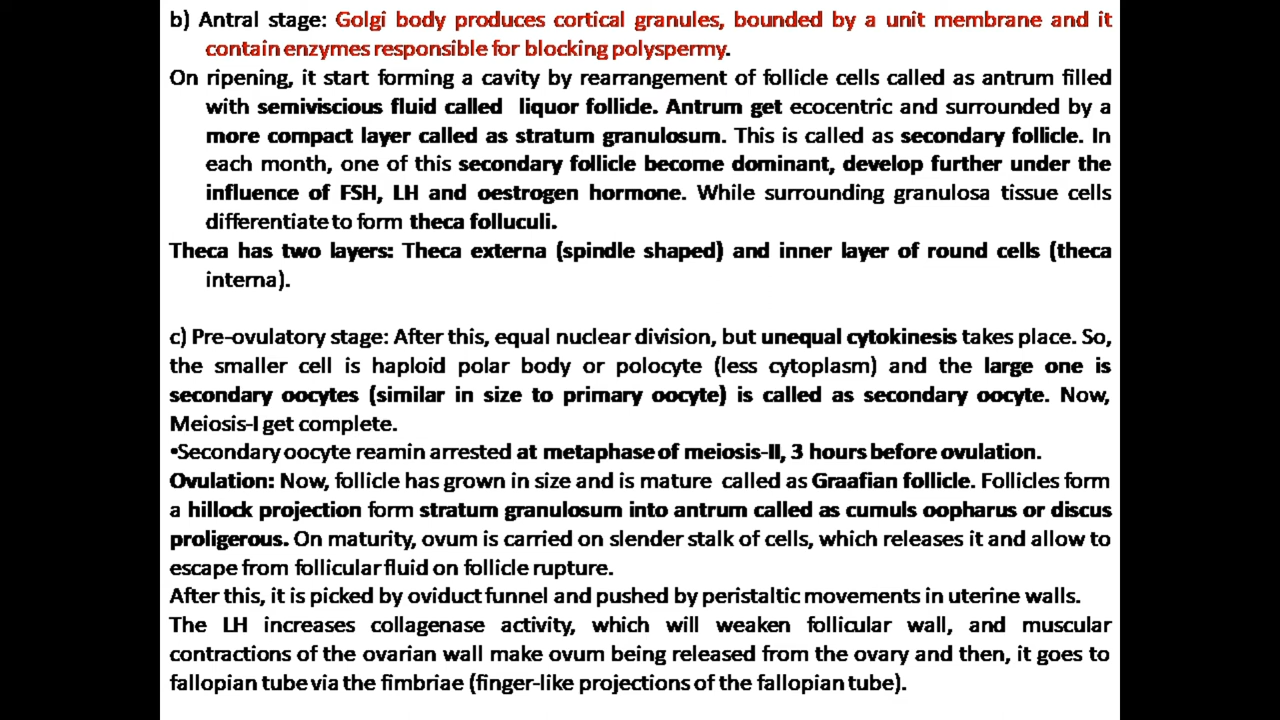 b) Antral stage: Golgi body produces cortical granules, bounded by a unit membrane and it
contain enzymes responsible for blocking polyspermy.
On ripening, it start forming a cavity by rearrangement of follicle cells called as antrum filled
with semiviscious fluid called liquor follicle. Antrum get ecocentric and surrounded by a
more compact layer called as stratum granulosum. This is called as secondary follicle. In
each month, one of this secondary follicle become dominant, develop further under the
influence of FSH, LH and oestrogen hormone. While surrounding granulosa tissue cells
differentiate to form theca folluculi.
Theca has two layers: Theca externa (spindle shaped) and inner layer of round cells (theca
interna).
c) Pre-ovulatory stage: After this, equal nuclear division, but unequal cytokinesis takes place. So,
the smaller cell is haploid polar body or polocyte (less cytoplasm) and the large one is
secondary oocytes (similar in size to primary oocyte) is called as secondary oocyte. Now,
Meiosis-I get complete.
•Secondary oocyte reamin arrested at metaphase of meiosis-II, 3 hours before ovulation.
Ovulation: Now, follicle has grown in size and is mature called as Graafian follicle. Follicles form
a hillock projection form stratum granulosum into antrum called as cumuls oopharus or discus
proligerous. On maturity, ovum is carried on slender stalk of cells, which releases it and allow to
escape from follicular fluid on follicle rupture.
After this, it is picked by oviduct funnel and pushed by peristaltic movements in uterine walls.
The LH increases collagenase activity, which will weaken follicular wall, and muscular
contractions of the ovarian wall make ovum being released from the ovary and then, it goes to
fallopian tube via the fimbriae (finger-like projections of the fallopian tube).